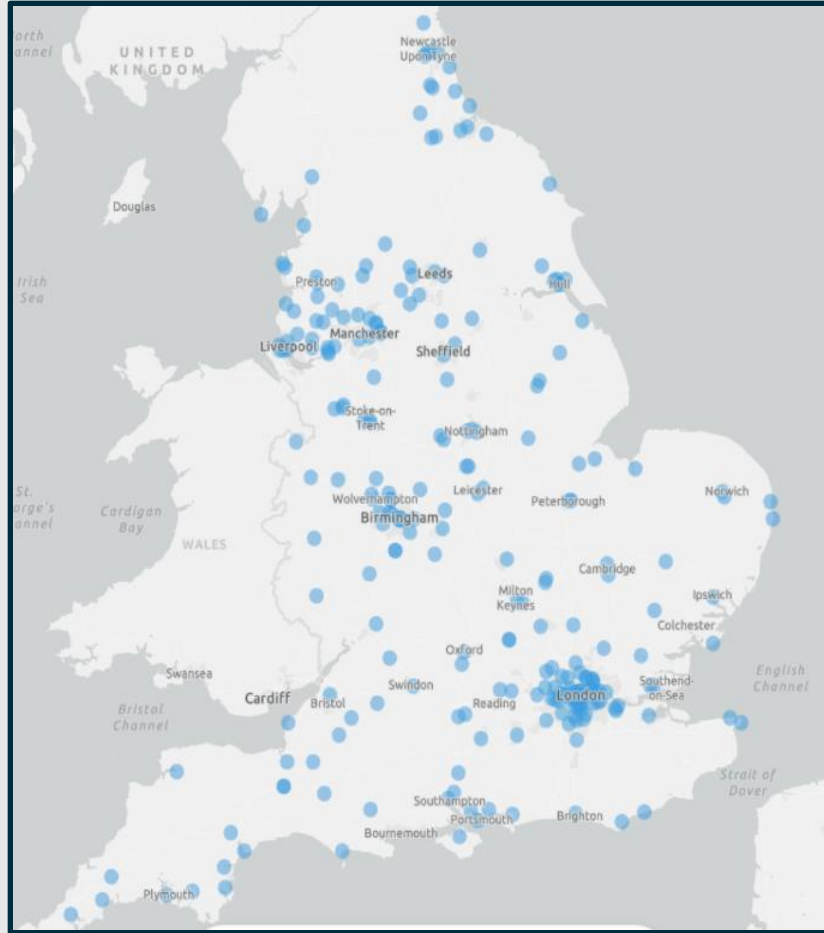 orth
annel
UNITED
KINGDOM
Newcastle
Upon Tyne
Douglas
Irish
Sea
Preston
Leeds
Hull
Manchester
Liverpool
Sheffield
Stoke-on-
Trent
Nottingham
St.
orge's
annel
Cardigan
Bay
WALES
Wolverhampton
Birmingham
Leicester
Peterborough
Norwich
Cambridge
Milton
Keynes
Ipswich
Colchester
Oxford
Swansea
Cardiff
Bristol
Swindon
Reading
London
Southend-
on-Sea
English
Channel
Bristol
Channel
Strait of
Dover
Southampton
Portsmouth
Brighton
Bournemouth
Plymouth